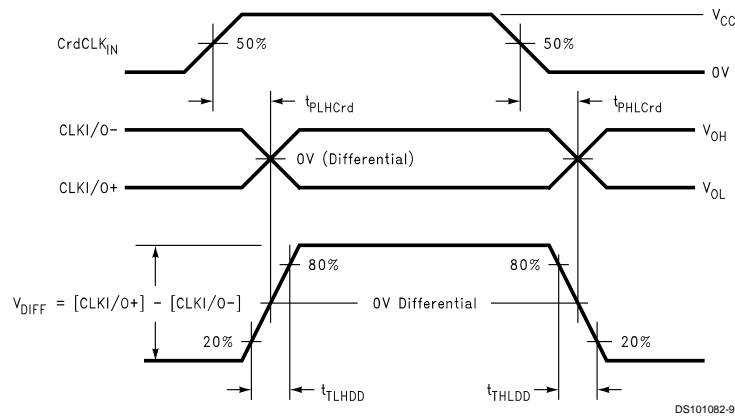 V_CC
CrdCLK_IN
50%
50%
0V
t_PLHCrd
t_PHLCrd
CLKI/O-
V_OH
0V (Differential)
CLKI/O+
V_OL
80%
80%
V_DIFF = [CLKI/O+] - [CLKI/O-]
0V Differential
20%
20%
t_TLHDD
t_THLDD
DS101082-9